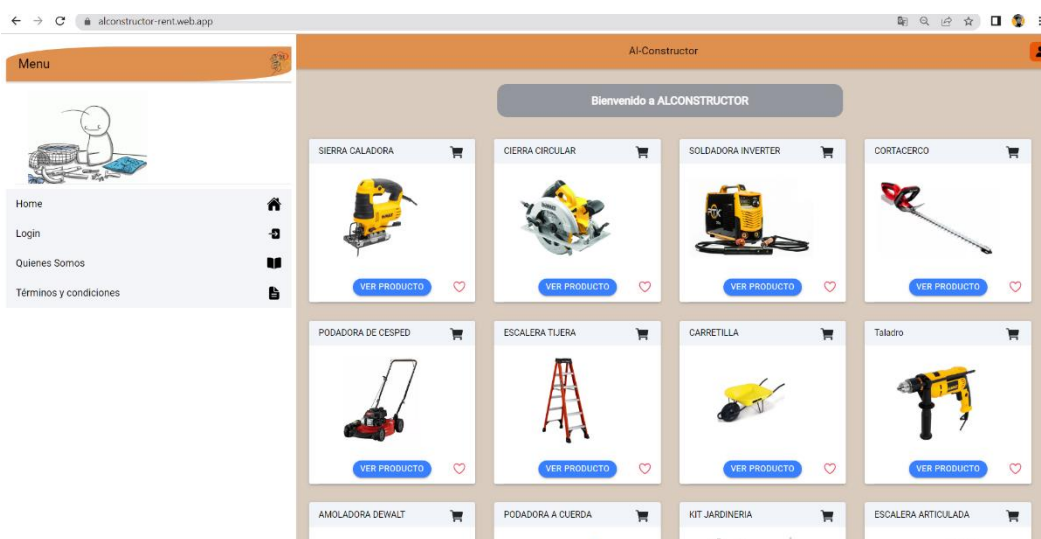 alconstructor-rent.web.app
Menu
Al-Constructor
Bienvenido a ALCONSTRUCTOR
Home
Login
Quienes Somos
Términos y condiciones
SIERRA CALADORA
CIERRA CIRCULAR
SOLDADORA INVERTER
CORTACERCO
VER PRODUCTO
VER PRODUCTO
VER PRODUCTO
VER PRODUCTO
PODADORA DE CESPED
ESCALERA TIJERA
CARRETILLA
Taladro
VER PRODUCTO
VER PRODUCTO
VER PRODUCTO
VER PRODUCTO
AMOLADORA DEWALT
PODADORA A CUERDA
KIT JARDINERIA
ESCALERA ARTICULADA